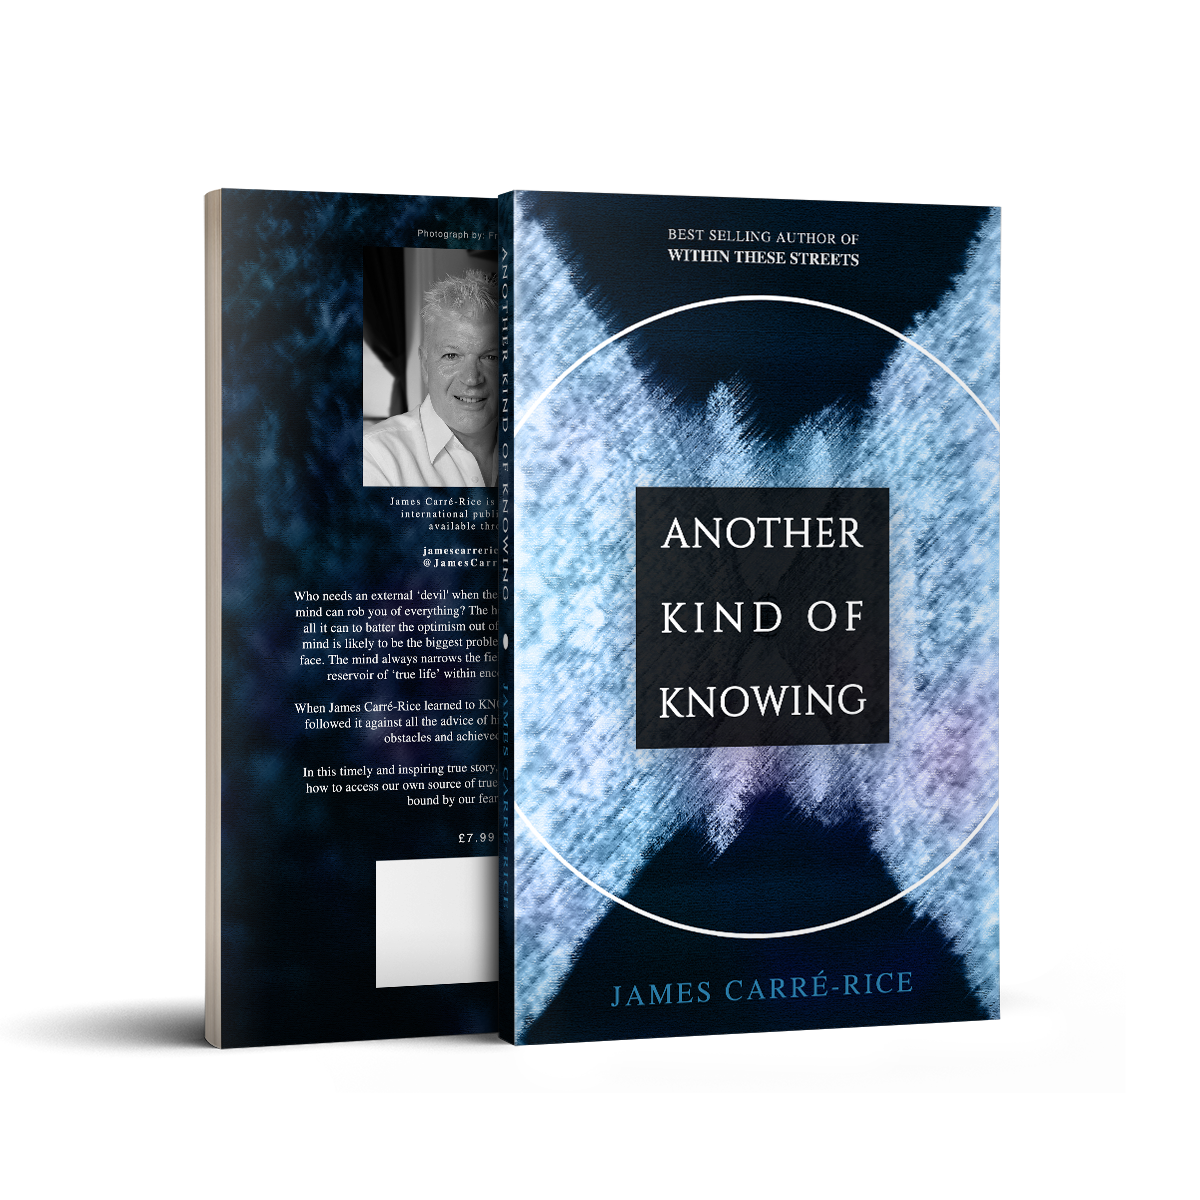 Photograph by: Fr
James Carré-Rice is
international publi
available thro
jamescarreric
@JamesCarr
Who needs an external ‘devil' when the
mind can rob you of everything? The
all it can to batter the optimism out of
mind is likely to be the biggest proble
face. The mind always narrows the fie
reservoir of ‘true life’ within enc
When James Carré-Rice learned to KN
followed it against all the advice of hi
obstacles and achieved
In this timely and inspiring true story,
how to access our own source of true
bound by our fear
£7.99
ANOTHER KIND OF KNOWING • JAMES CARRÉ-RICE
BEST SELLING AUTHOR OF
WITHIN THESE STREETS
ANOTHER
KIND OF
KNOWING
JAMES CARRÉ-RICE